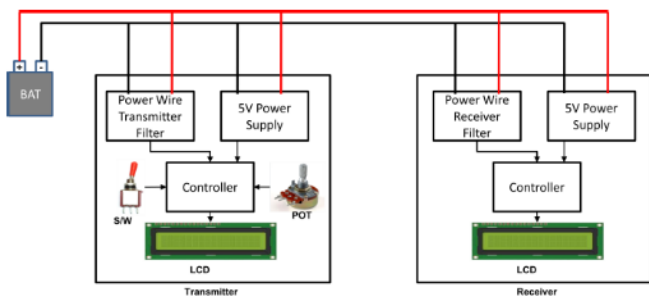 + -
BAT
Power Wire
Transmitter
Filter
5V Power
Supply
Controller
S/W
POT
LCD
Transmitter
Power Wire
Receiver
Filter
5V Power
Supply
Controller
LCD
Receiver